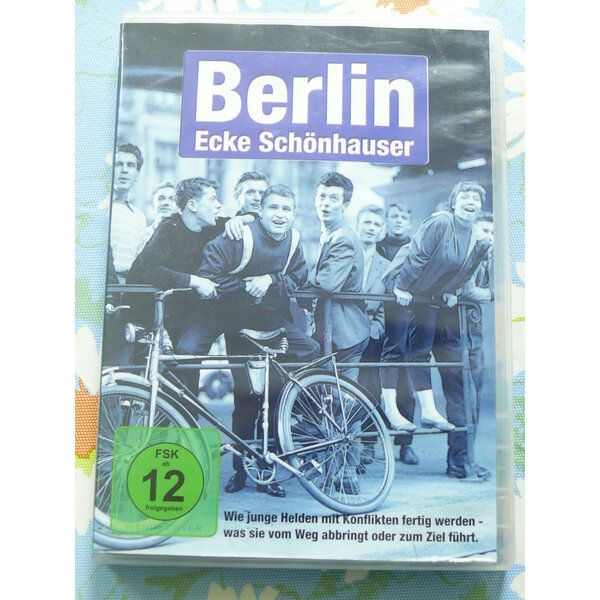 Berlin
Ecke Schönhauser
FSK
ab
12
freigegeben
Wie junge Helden mit Konflikten fertig werden -
was sie vom Weg abbringt oder zum Ziel führt.